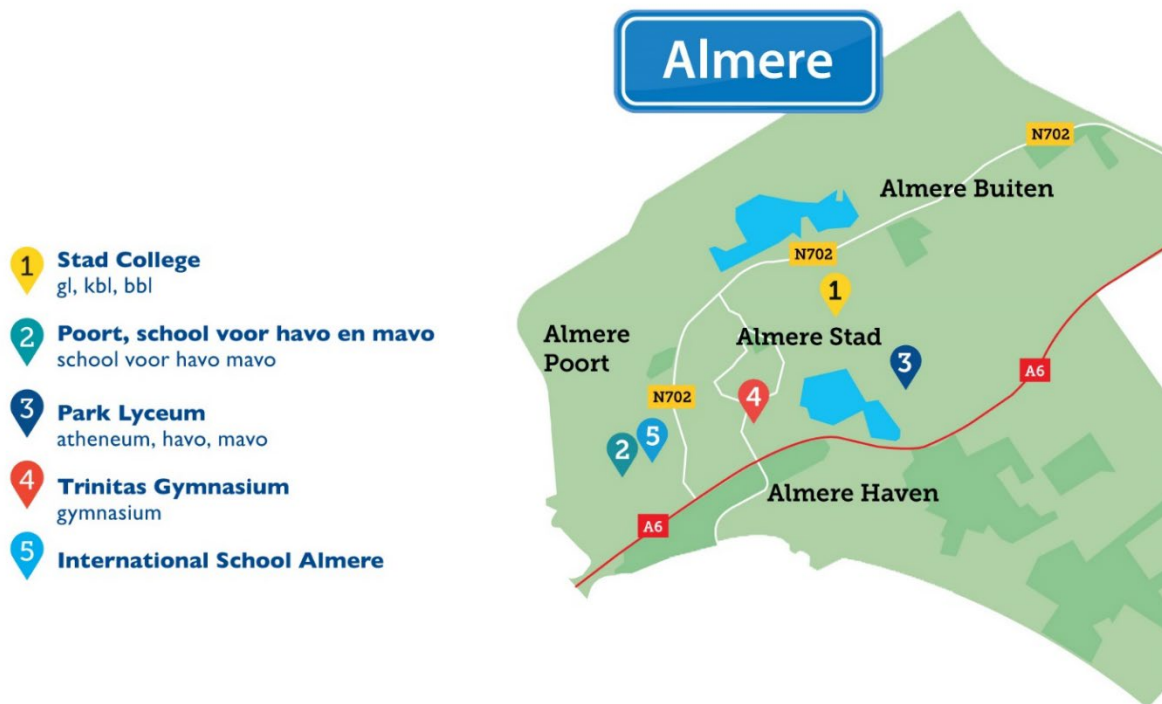 Almere
1
Stad College
gl, kbl, bbl
2
Poort, school voor havo en mavo
school voor havo mavo
3
Park Lyceum
atheneum, havo, mavo
4
Trinitas Gymnasium
gymnasium
5
International School Almere
N702
Almere Buiten
N702
1
Almere Stad
Almere
Poort
3
A6
N702
4
2
5
Almere Haven
A6